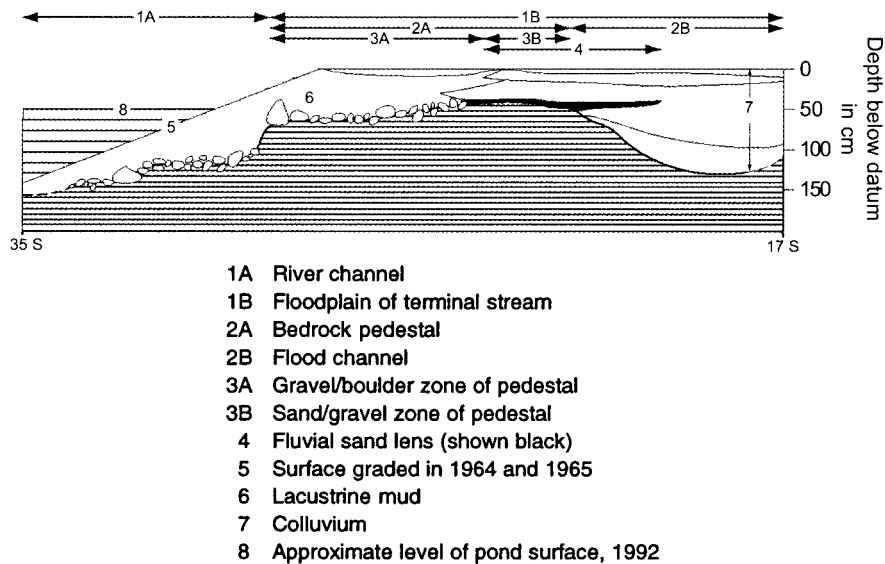 1A 1B
2A 2B
3A 3B
4
0
6
8 50
5 7
100
150
Depth below datum
in cm
35 S 17 S
1A River channel
1B Floodplain of terminal stream
2A Bedrock pedestal
2B Flood channel
3A Gravel/boulder zone of pedestal
3B Sand/gravel zone of pedestal
4 Fluvial sand lens (shown black)
5 Surface graded in 1964 and 1965
6 Lacustrine mud
7 Colluvium
8 Approximate level of pond surface, 1992